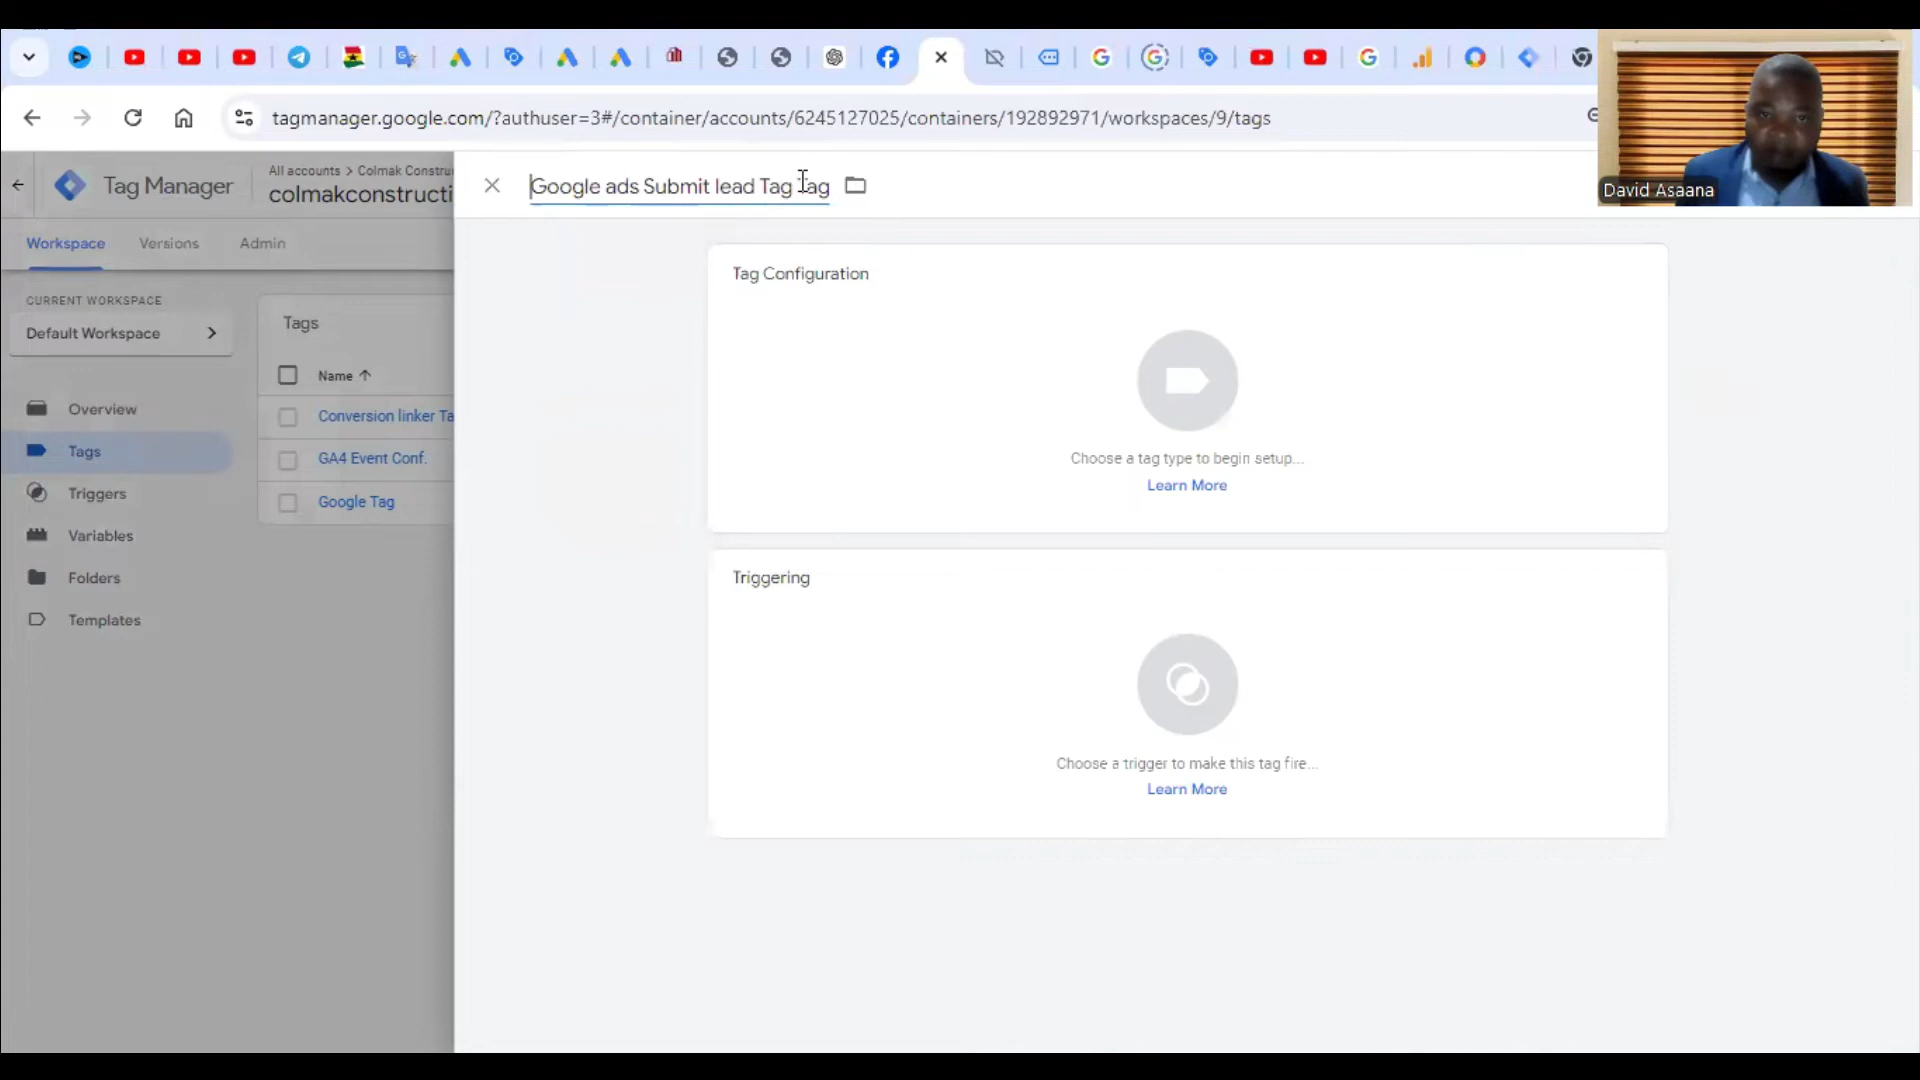 tagmanager.google.com/?authuser=3#/container/accounts/6245127025/containers/192892971/workspaces/9/tags
David Asaana
Tag Manager
All accounts > Colmak Constru
colmakconstructi
Google ads Submit lead Tag Tag
Workspace
Versions
Admin
CURRENT WORKSPACE
Default Workspace
Overview
Tags
Triggers
Variables
Folders
Templates
Tags
Name
Conversion linker Ta
GA4 Event Conf.
Google Tag
Tag Configuration
Choose a tag type to begin setup...
Learn More
Triggering
Choose a trigger to make this tag fire...
Learn More